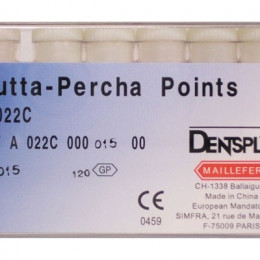 utta-Percha Points
022C
A 022C 000 015 00
DENTSPL
015
120 GP
MAILLEFER
CH-1338 Ballaigu
Made in China
CE
European Mandat
0459
SIMFRA, 21 rue de Ma
F-75009 PARIS